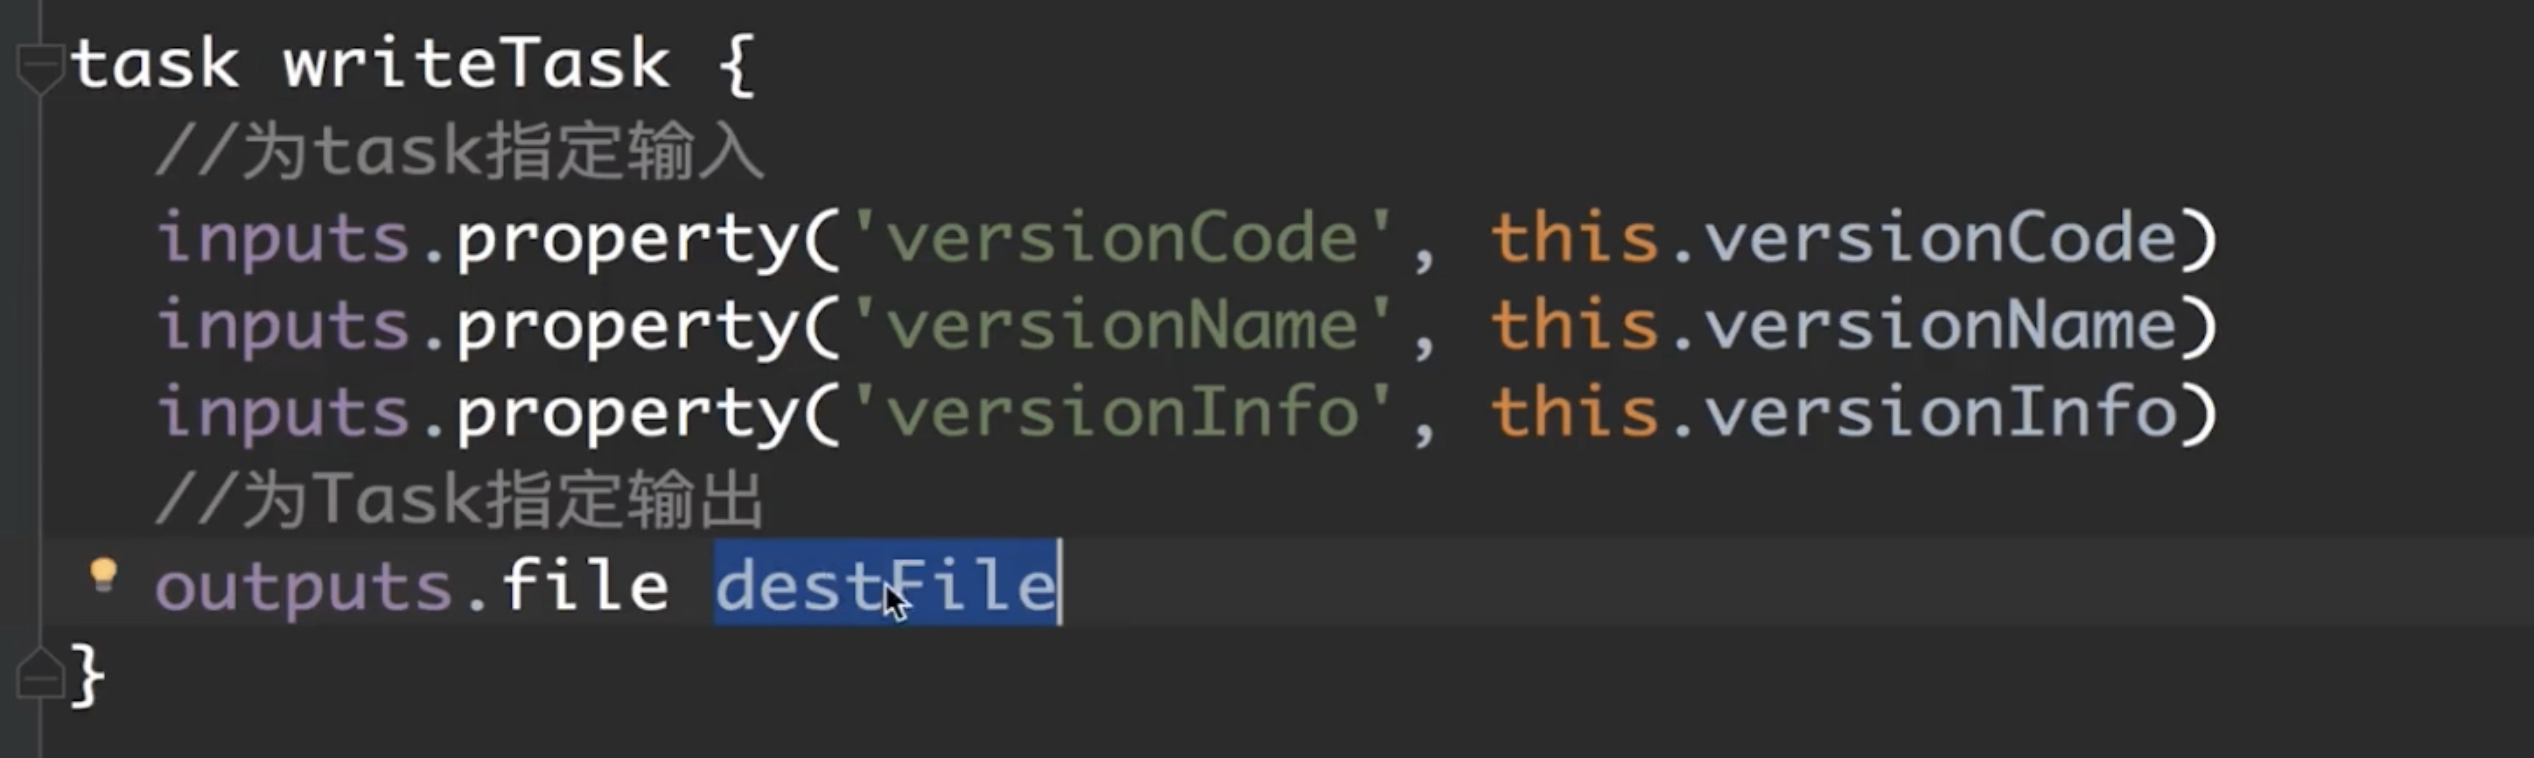 task writeTask {
//为task指定输入
inputs.property('versionCode', this.versionCode)
inputs.property('versionName', this.versionName)
inputs.property('versionInfo', this.versionInfo)
//为Task指定输出
outputs.file destFile
}